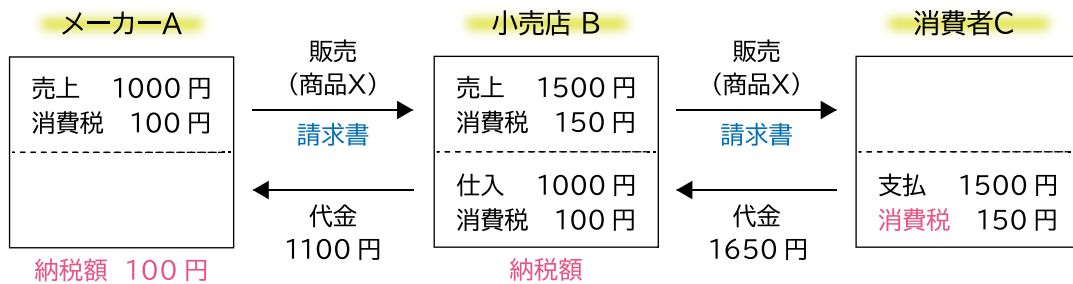 メーカーA
売上 1000 円
消費税 100 円
納税額 100 円
販売
（商品X）
請求書
代金
1100 円
小売店 B
売上 1500 円
消費税 150 円
仕入 1000 円
消費税 100 円
納税額
販売
（商品X）
請求書
代金
1650 円
消費者C
支払 1500 円
消費税 150 円